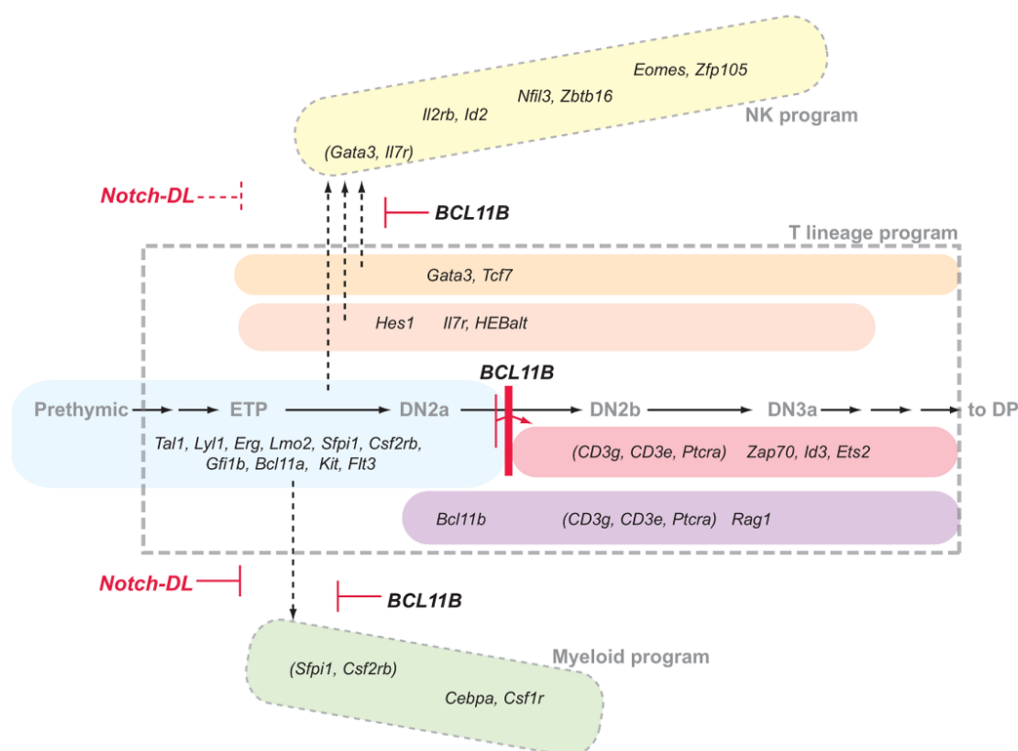 Eomes, Zfp105
Nfil3, Zbtb16
Il2rb, Id2
NK program
(Gata3, Il7r)
Notch-DL
BCL11B
T lineage program
Gata3, Tcf7
Hes1 Il7r, HEBalt
BCL11B
Prethymic ETP DN2a DN2b DN3a to DP
Tal1, Lyl1, Erg, Lmo2, Sfpi1, Csf2rb,
Gfi1b, Bcl11a, Kit, Flt3
(CD3g, CD3e, Ptcra) Zap70, Id3, Ets2
Bcl11b (CD3g, CD3e, Ptcra) Rag1
Notch-DL
BCL11B
Myeloid program
(Sfpi1, Csf2rb)
Cebpa, Csf1r